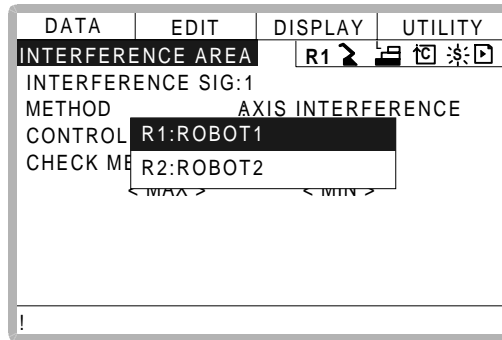 DATA EDIT DISPLAY UTILITY
INTERFERENCE AREA R1 C S
INTERFERENCE SIG:1
METHOD AXIS INTERFERENCE
CONTROL R1:ROBOT1
CHECK ME R2:ROBOT2
< MAX > < MIN >
!